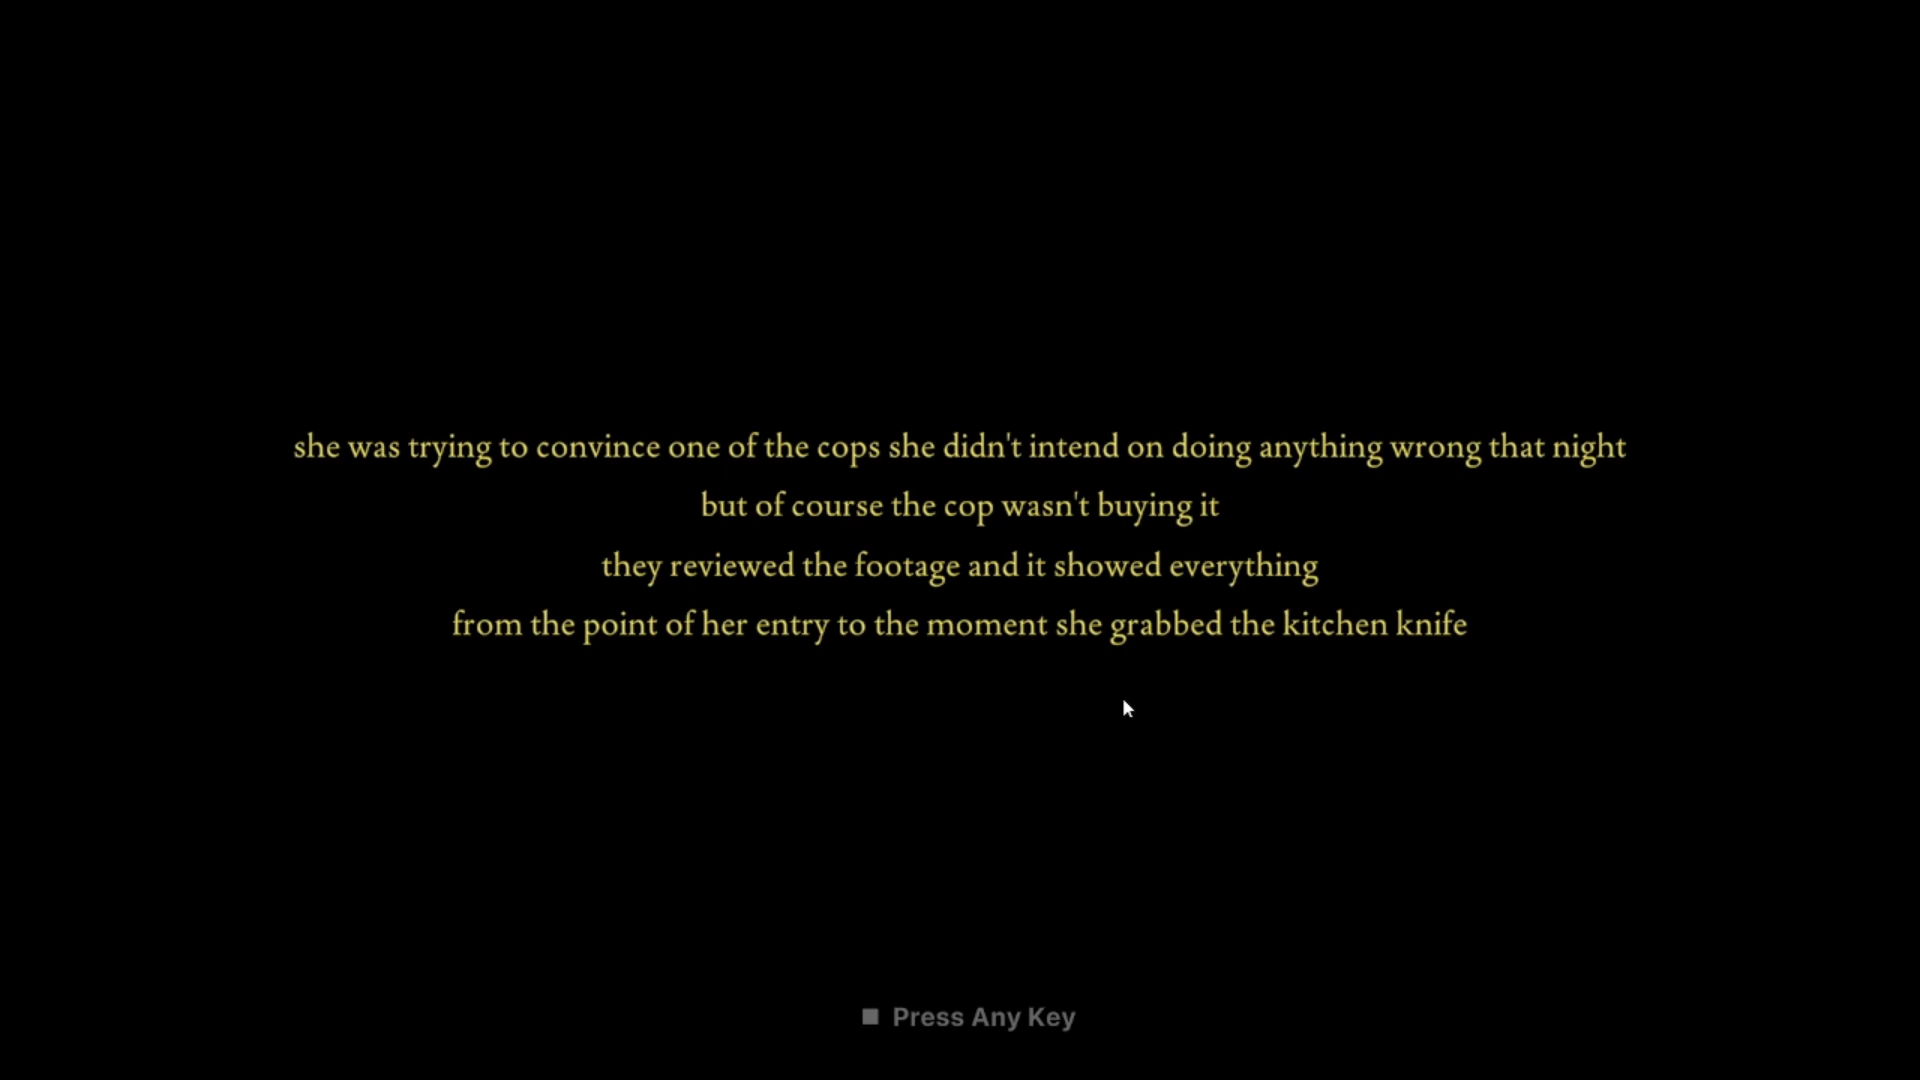 she was trying to convince one of the cops she didn't intend on doing anything wrong that night
but of course the cop wasn't buying it
they reviewed the footage and it showed everything
from the point of her entry to the moment she grabbed the kitchen knife
Press Any Key